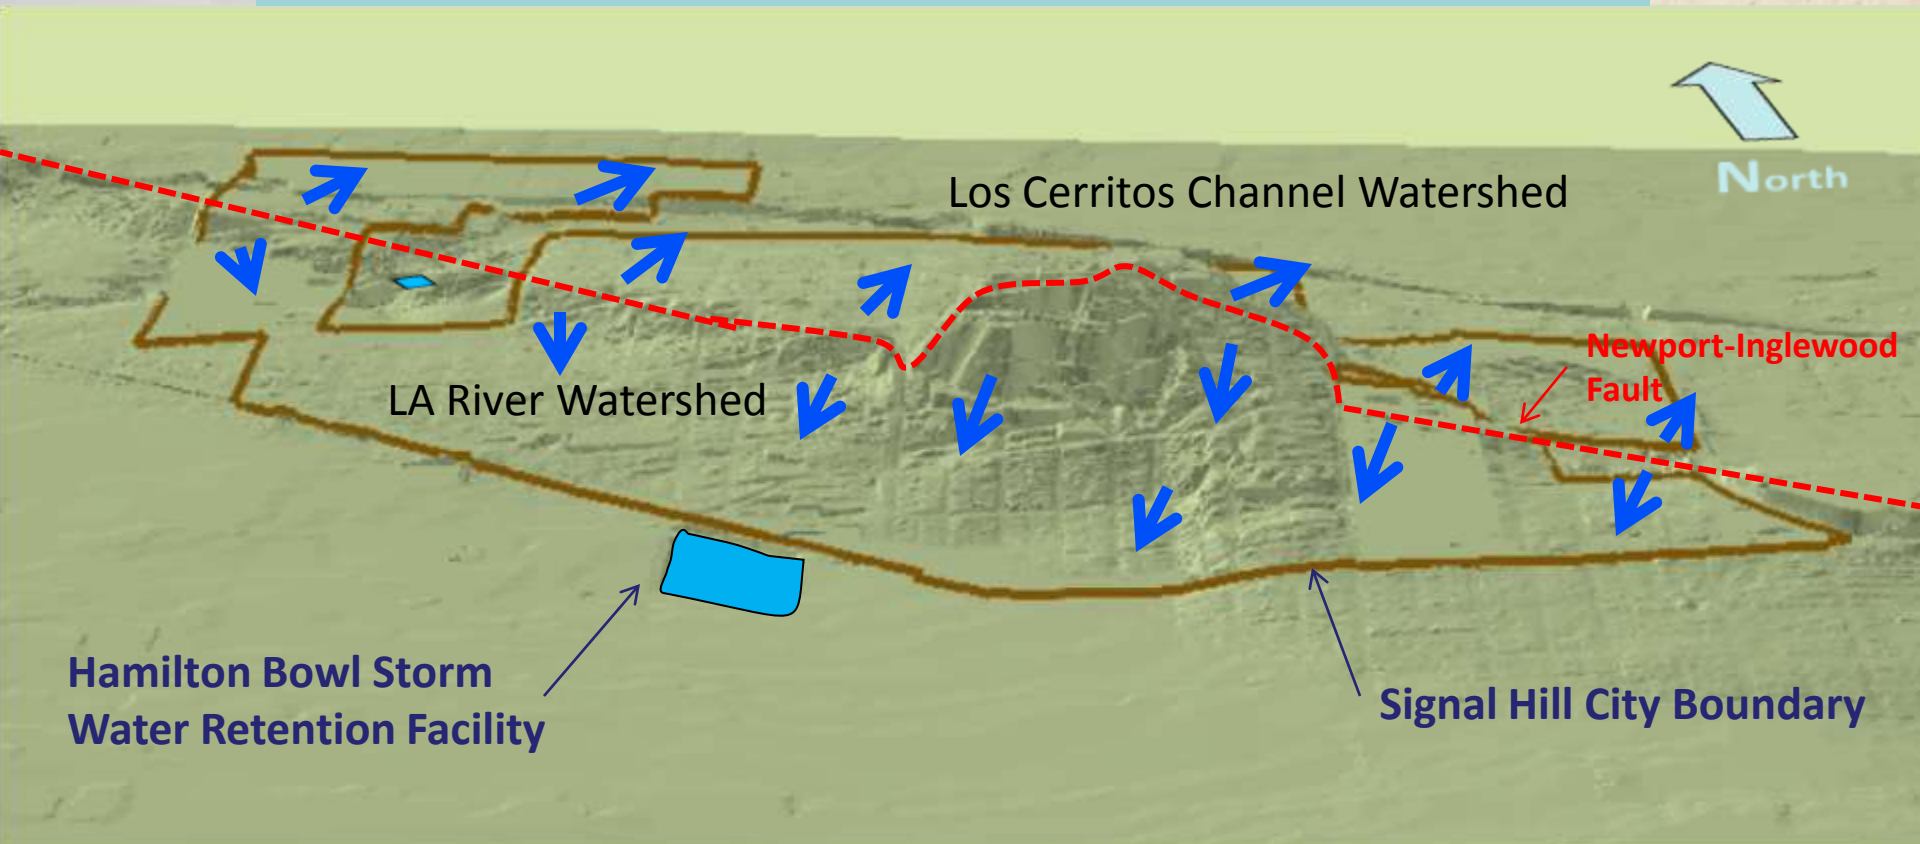 North
Los Cerritos Channel Watershed
Newport-Inglewood
Fault
LA River Watershed
Hamilton Bowl Storm
Water Retention Facility
Signal Hill City Boundary